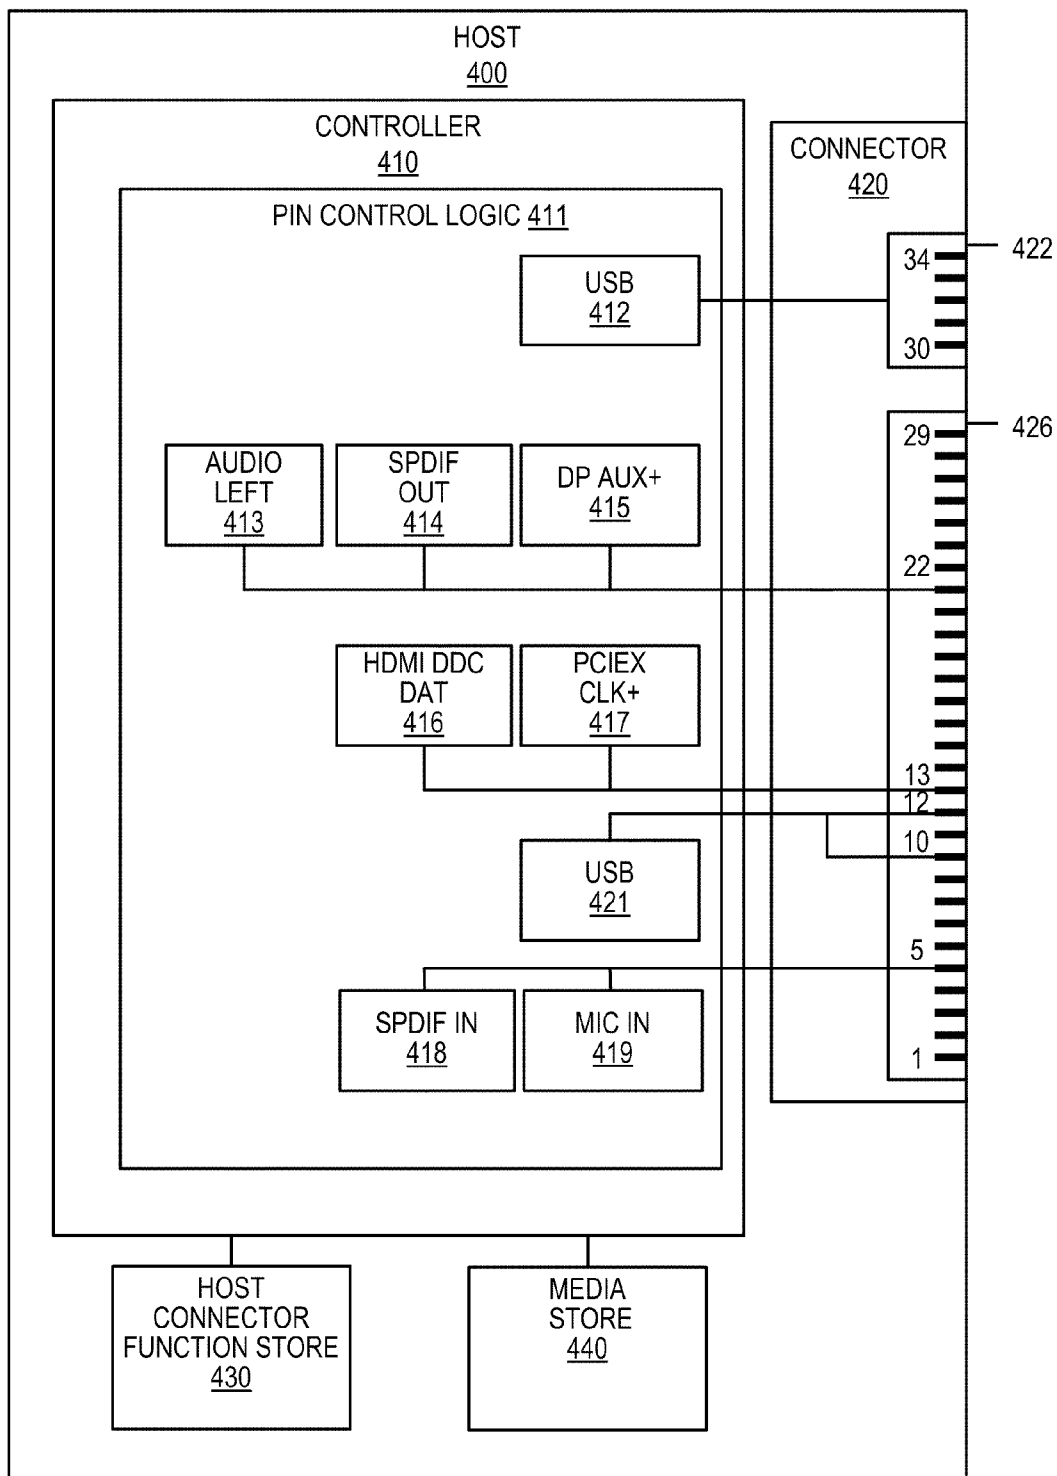 HOST
400
CONTROLLER
410
CONNECTOR
420
PIN CONTROL LOGIC 411
USB
412
34
30
422
426
29
AUDIO
LEFT
413
SPDIF
OUT
414
DP AUX+
415
22
HDMI DDC
DAT
416
PCIEX
CLK+
417
13
12
10
USB
421
5
SPDIF IN
418
MIC IN
419
1
HOST
CONNECTOR
FUNCTION STORE
430
MEDIA
STORE
440